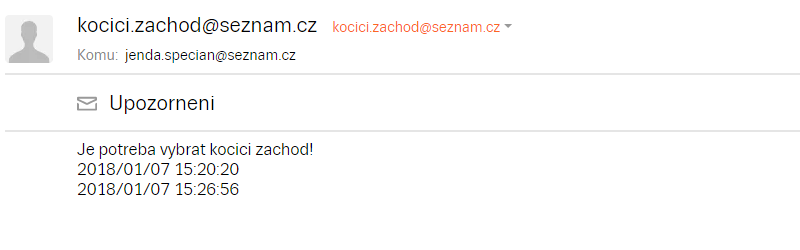 kocici.zachod@seznam.cz kocici.zachod@seznam.cz
Komu: jenda.specian@seznam.cz
Upozorneni
Je potreba vybrat kocici zachod!
2018/01/07 15:20:20
2018/01/07 15:26:56